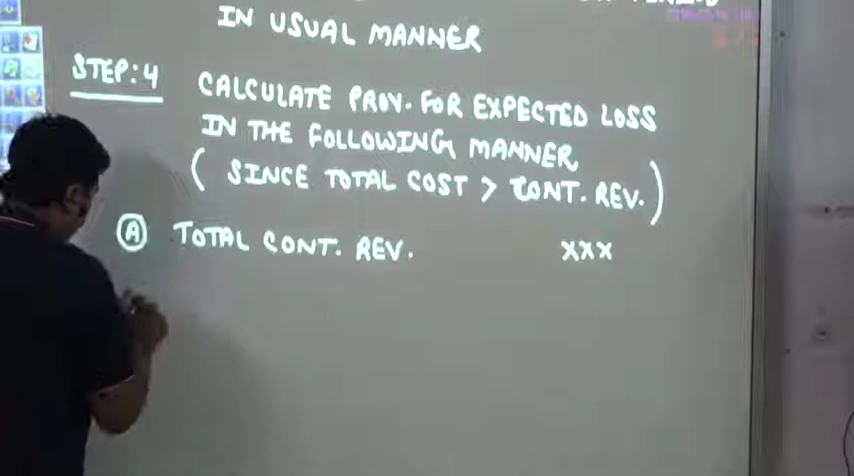 IN USUAL MANNER
STEP:4 CALCULATE PROV. FOR EXPECTED LOSS
IN THE FOLLOWING MANNER
( SINCE TOTAL COST > CONT. REV. )
(A) TOTAL CONT. REV. XXX